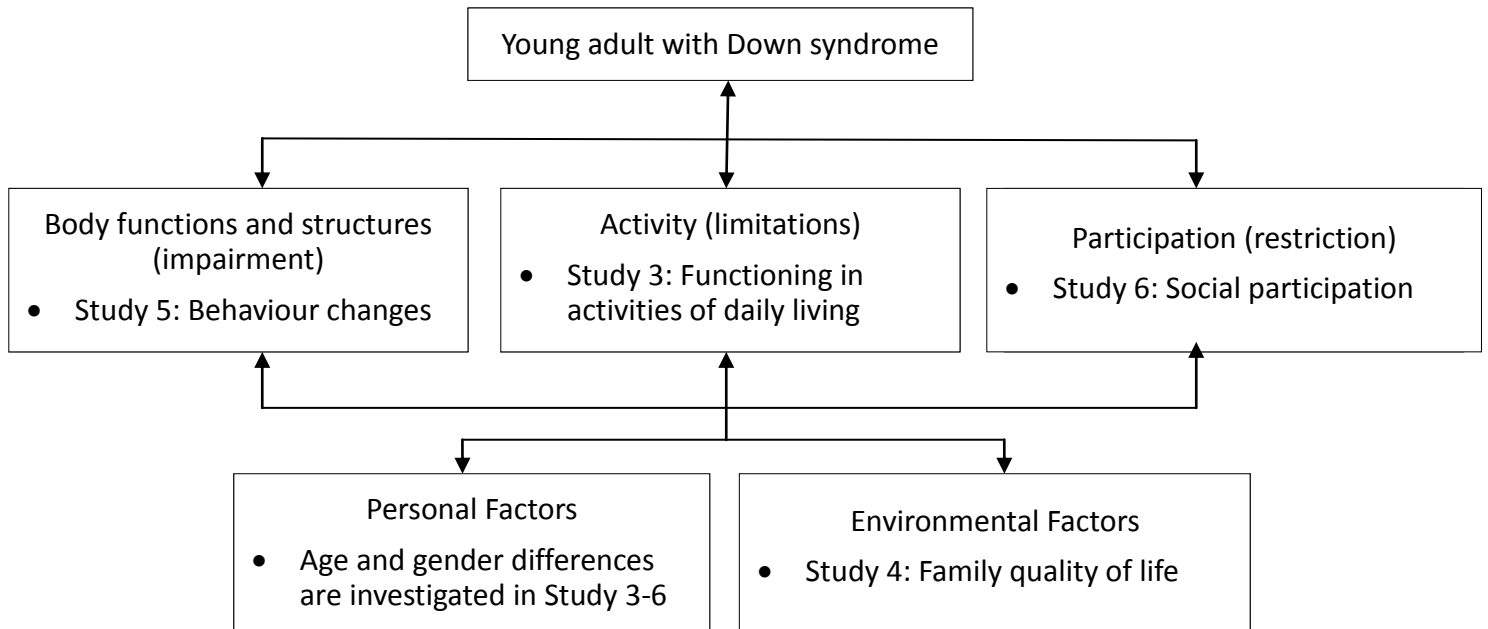 Young adult with Down syndrome
Body functions and structures
(impairment)
• Study 5: Behaviour changes
Activity (limitations)
• Study 3: Functioning in
activities of daily living
Participation (restriction)
• Study 6: Social participation
Personal Factors
• Age and gender differences
are investigated in Study 3-6
Environmental Factors
• Study 4: Family quality of life